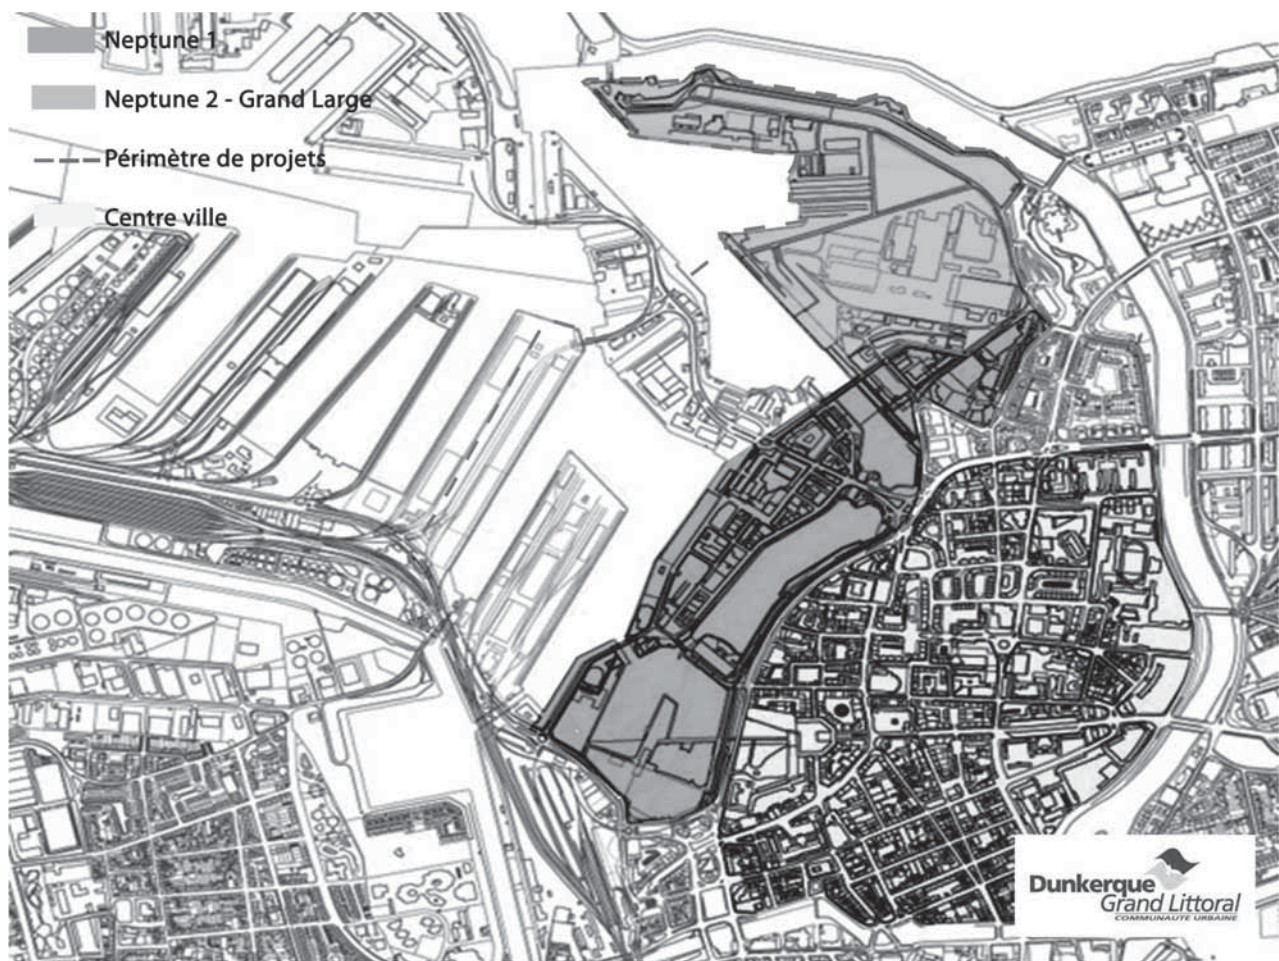 Neptune 1
Neptune 2 - Grand Large
Périmètre de projets
Centre ville
Dunkerque
Grand Littoral
COMMUNAUTE URBAINE